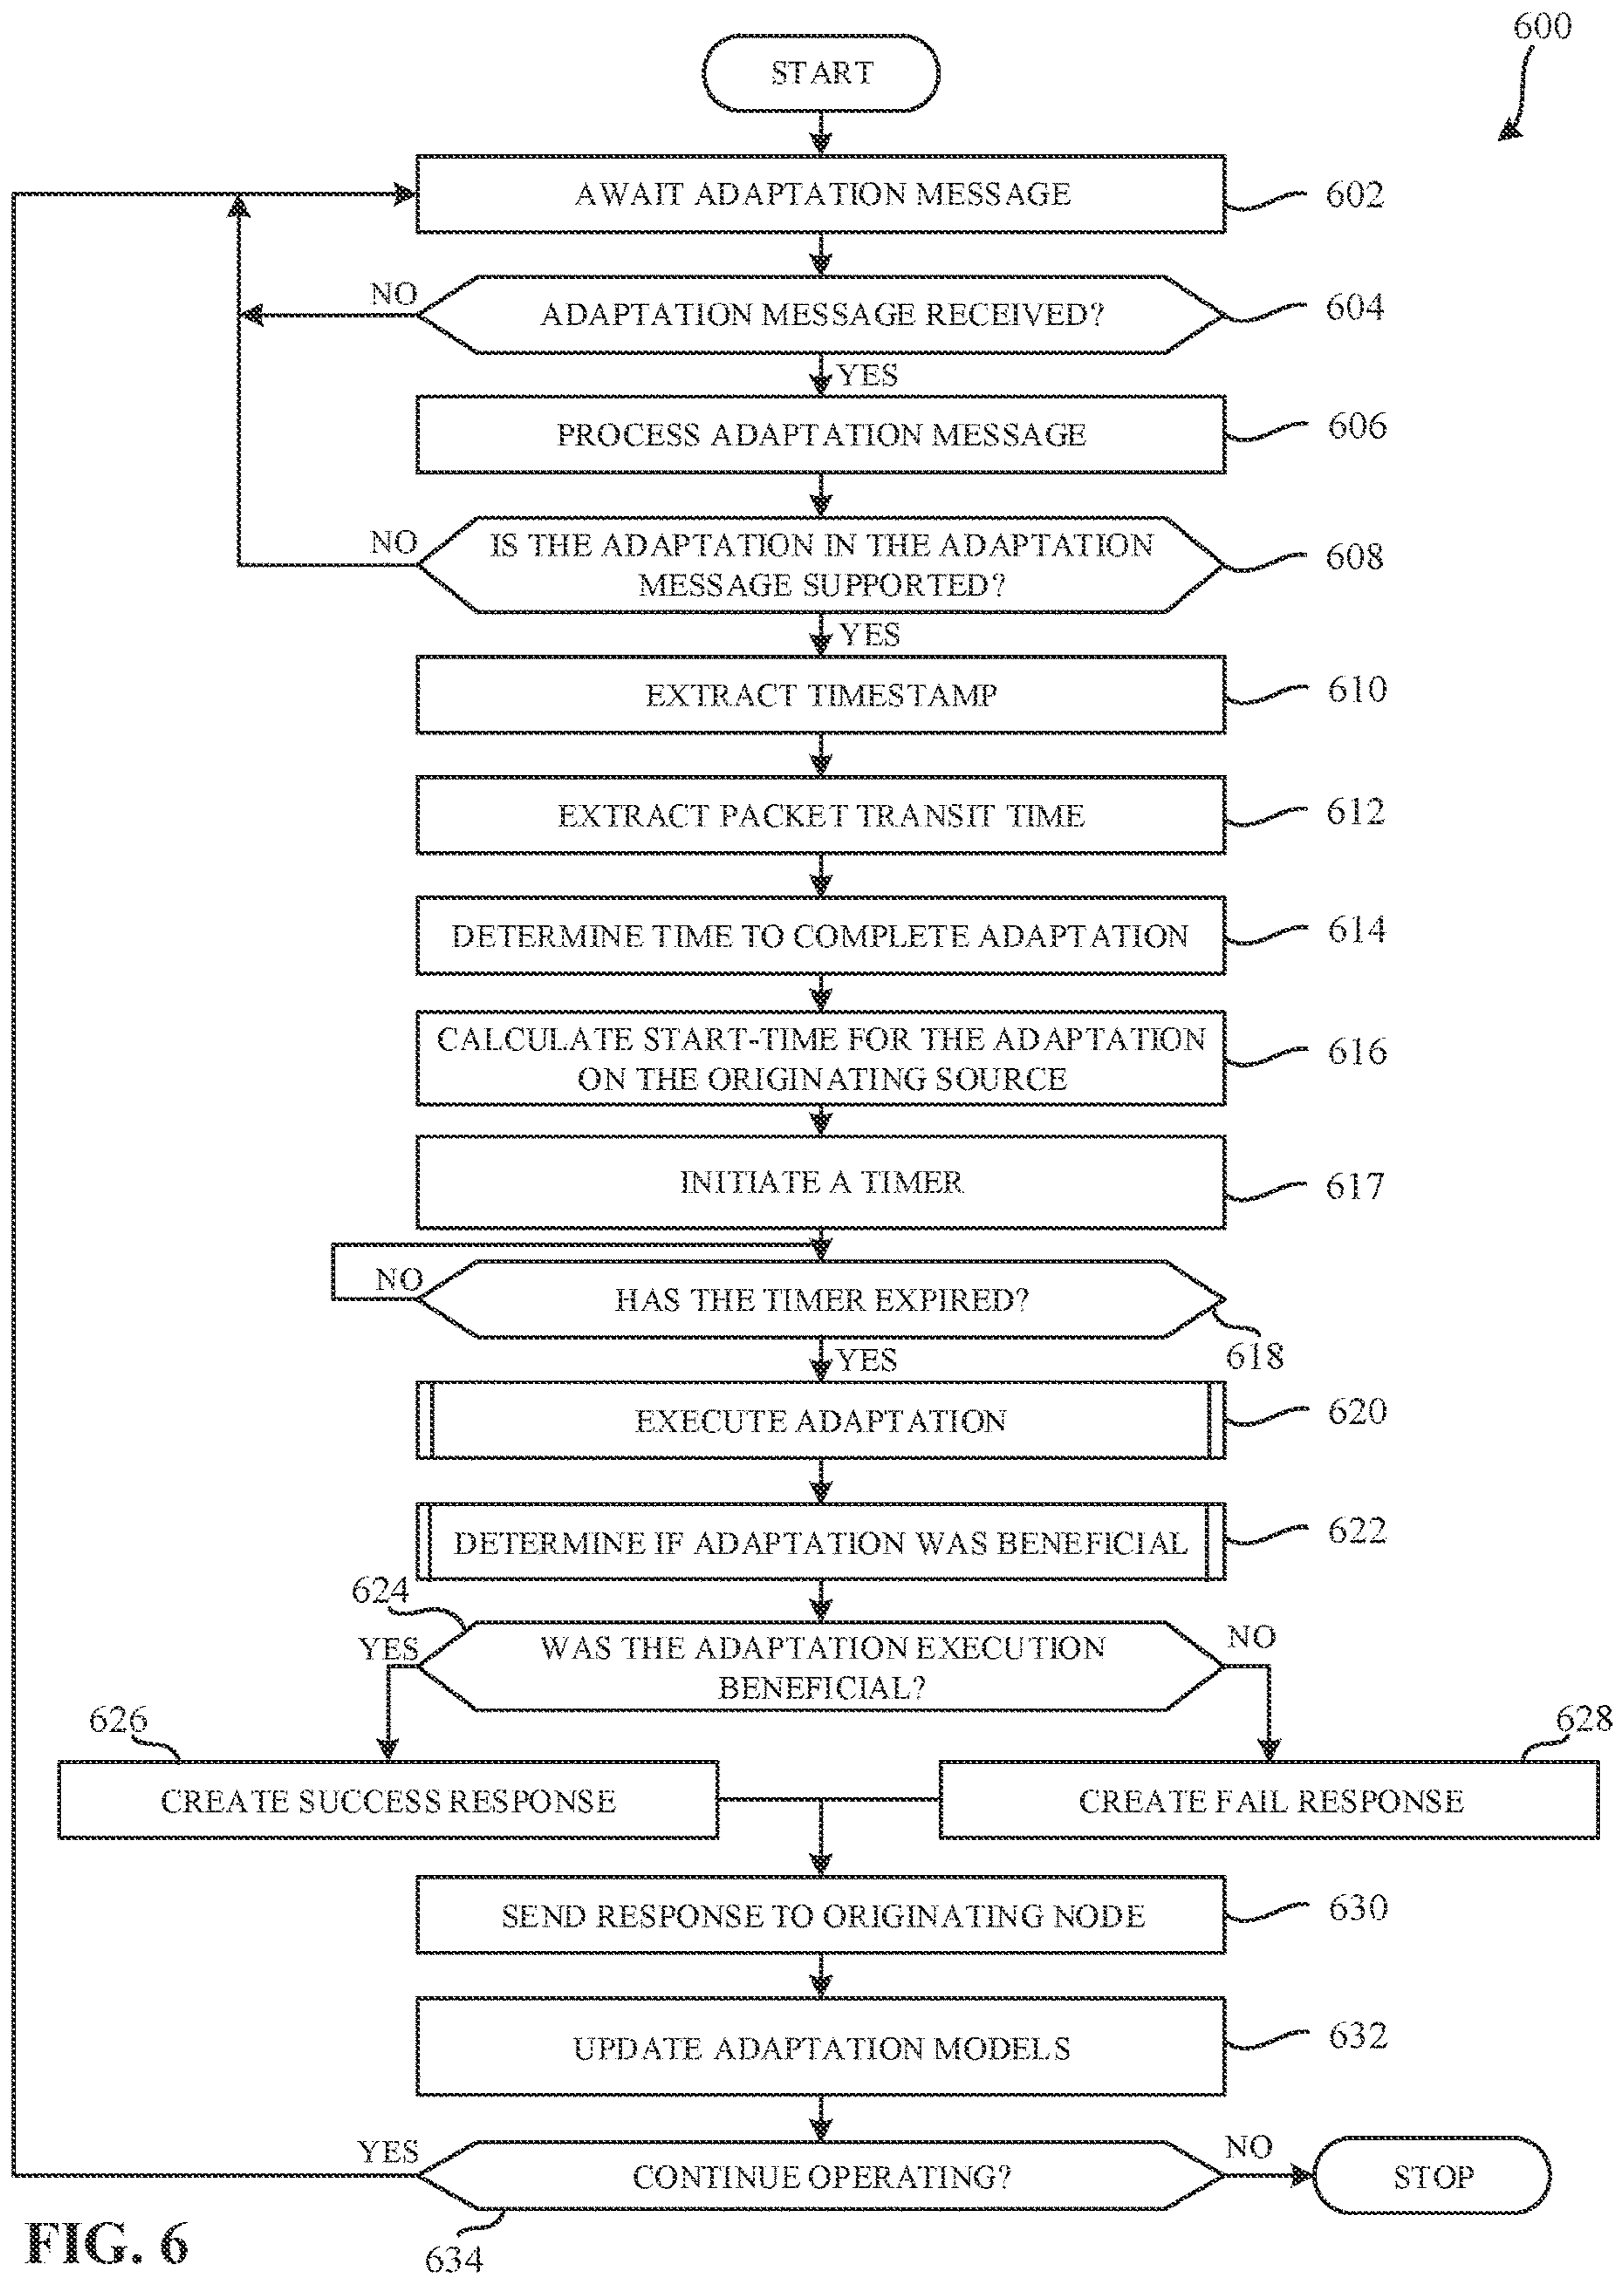 600
START
AWAIT ADAPTATION MESSAGE
602
NO
ADAPTATION MESSAGE RECEIVED?
604
YES
PROCESS ADAPTATION MESSAGE
606
NO
IS THE ADAPTATION IN THE ADAPTATION
MESSAGE SUPPORTED?
608
YES
EXTRACT TIMESTAMP
610
EXTRACT PACKET TRANSIT TIME
612
DETERMINE TIME TO COMPLETE ADAPTATION
614
CALCULATE START-TIME FOR THE ADAPTATION
ON THE ORIGINATING SOURCE
616
INITIATE A TIMER
617
NO
HAS THE TIMER EXPIRED?
618
YES
EXECUTE ADAPTATION
620
DETERMINE IF ADAPTATION WAS BENEFICIAL
622
624
YES
WAS THE ADAPTATION EXECUTION
BENEFICIAL?
NO
626
CREATE SUCCESS RESPONSE
628
CREATE FAIL RESPONSE
SEND RESPONSE TO ORIGINATING NODE
630
UPDATE ADAPTATION MODELS
632
YES
CONTINUE OPERATING?
NO
STOP
634
FIG. 6